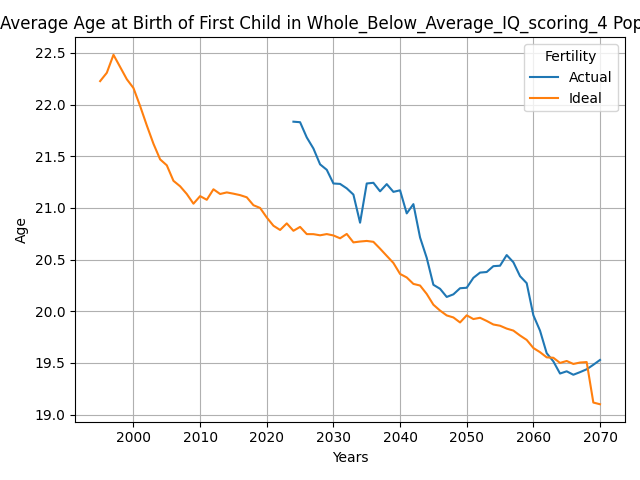 Average Age at Birth of First Child in Whole_Below_Average_IQ_scoring_4 Pop
Fertility
Actual
Ideal
22.5
22.0
21.5
21.0
20.5
20.0
19.5
19.0
Age
2000 2010 2020 2030 2040 2050 2060 2070
Years